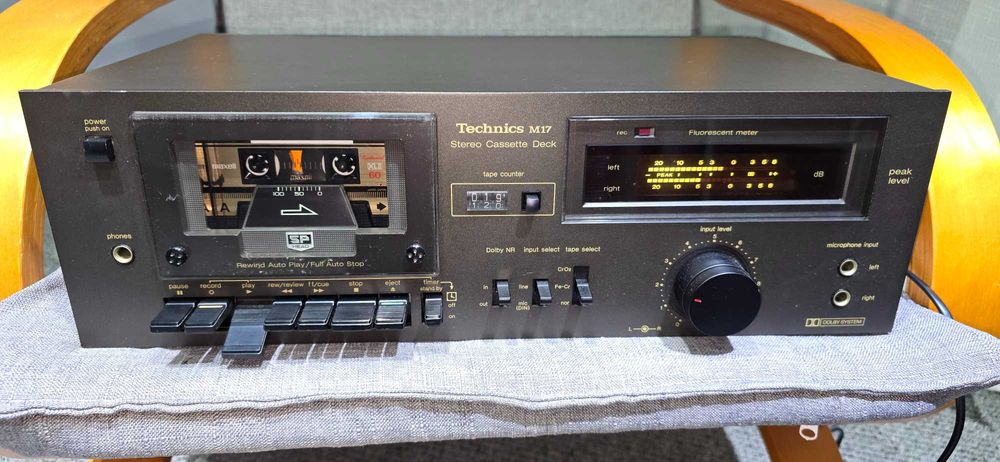 power
push on
maxell
XLII
60
maxell
100 50 0
A
SP
HEAD
Rewind Auto Play/Full Auto Stop
phones
pause
record
play
rew/review
ff/cue
stop
eject
timer
stand by
off
on
Technics M17
Stereo Cassette Deck
tape counter
Dolby NR
input select
tape select
in
out
line
mic
(DIN)
CrO2
Fe-Cr
nor
rec
Fluorescent meter
left
20 10 5 3 0 3 5 8
- PEAK
dB
right
20 10 5 3 0 3 5 8
peak
level
input level
5
L
R
microphone input
left
right
DOLBY SYSTEM